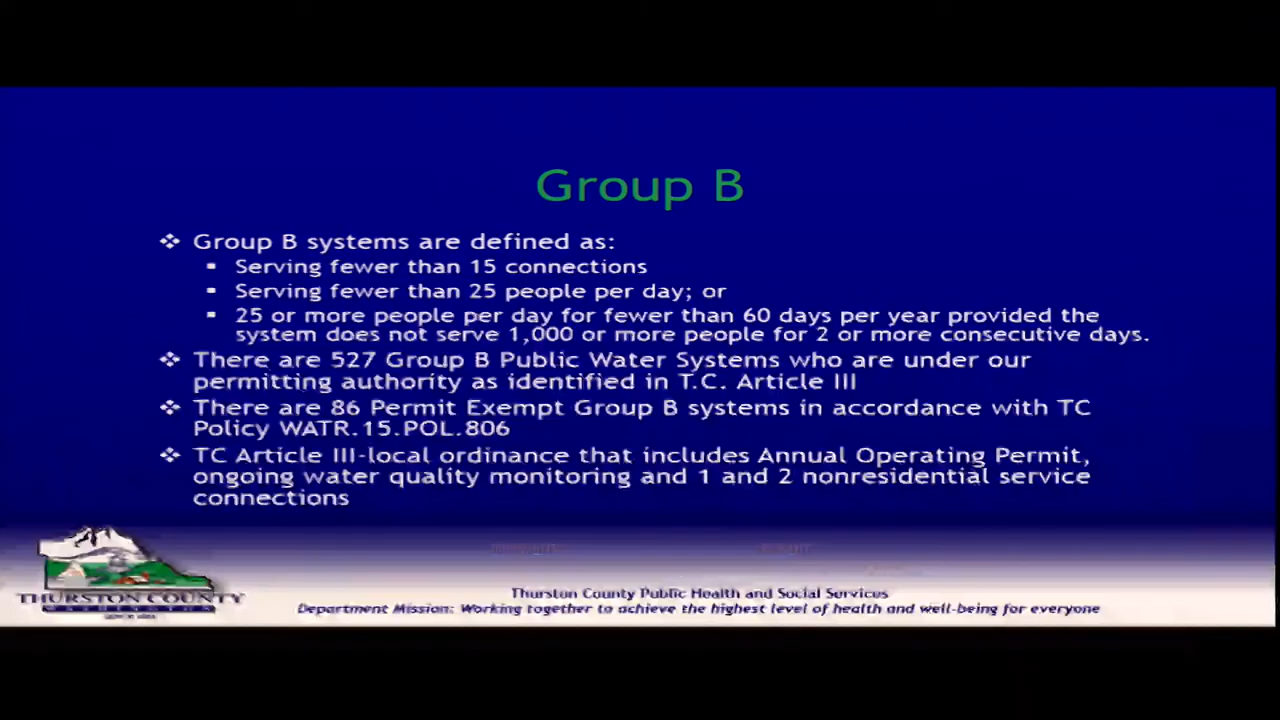 Group B
❖ Group B systems are defined as:
▪ Serving fewer than 15 connections
▪ Serving fewer than 25 people per day; or
▪ 25 or more people per day for fewer than 60 days per year provided the
system does not serve 1,000 or more people for 2 or more consecutive days.
❖ There are 527 Group B Public Water Systems who are under our
permitting authority as identified in T.C. Article III
❖ There are 86 Permit Exempt Group B systems in accordance with TC
Policy WATR.15.POL.806
❖ TC Article III-local ordinance that includes Annual Operating Permit,
ongoing water quality monitoring and 1 and 2 nonresidential service
connections
THURSTON COUNTY
WASHINGTON
Thurston County Public Health and Social Services
Department Mission: Working together to achieve the highest level of health and well-being for everyone